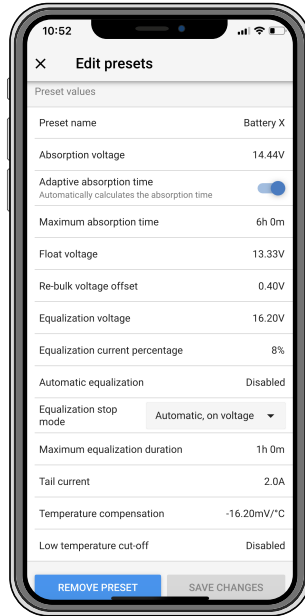 10:52
× Edit presets
Preset values
Preset name Battery X
Absorption voltage 14.44V
Adaptive absorption time
Automatically calculates the absorption time
Maximum absorption time 6h 0m
Float voltage 13.33V
Re-bulk voltage offset 0.40V
Equalization voltage 16.20V
Equalization current percentage 8%
Automatic equalization Disabled
Equalization stop
mode Automatic, on voltage
Maximum equalization duration 1h 0m
Tail current 2.0A
Temperature compensation -16.20mV/°C
Low temperature cut-off Disabled
REMOVE PRESET SAVE CHANGES